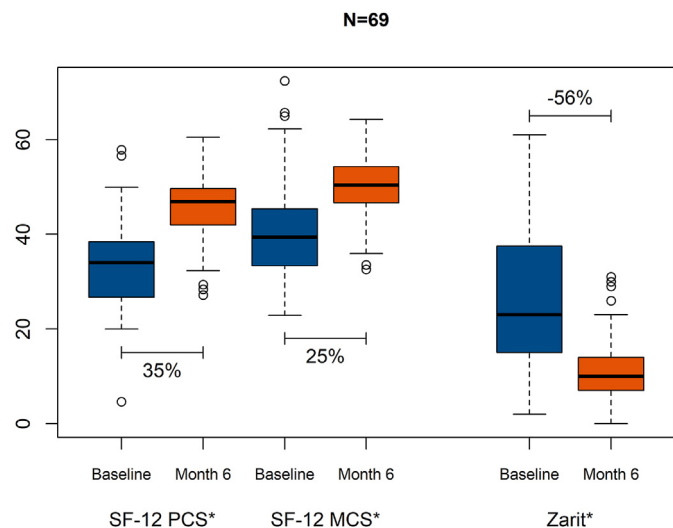 N=69
-56%
60
40
20
0
35%
25%
Baseline Month 6 Baseline Month 6 Baseline Month 6
SF-12 PCS* SF-12 MCS* Zarit*